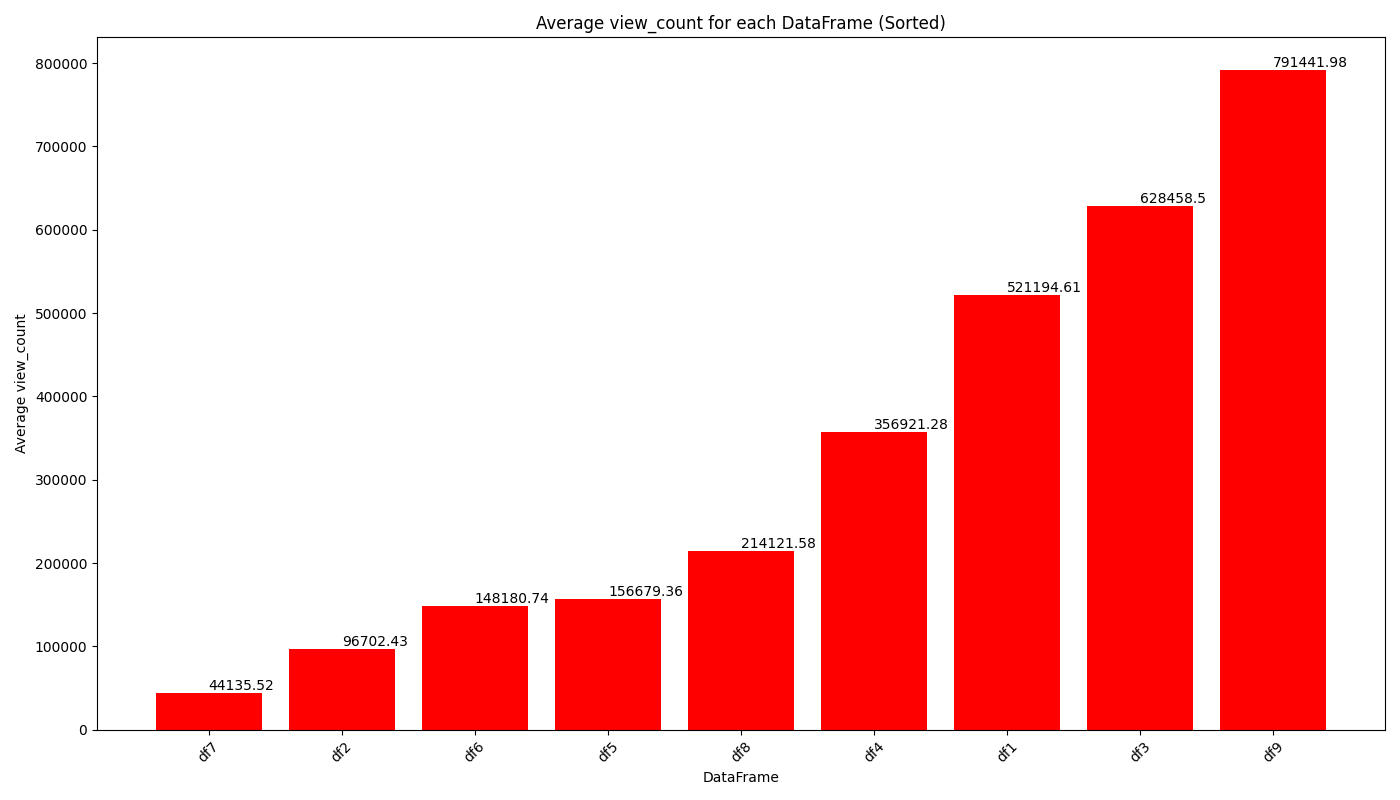 Average view_count for each DataFrame (Sorted)
Average view_count
800000
700000
600000
500000
400000
300000
200000
100000
0
44135.52
96702.43
148180.74
156679.36
214121.58
356921.28
521194.61
628458.5
791441.98
df7
df2
df6
df5
df8
df4
df1
df3
df9
DataFrame